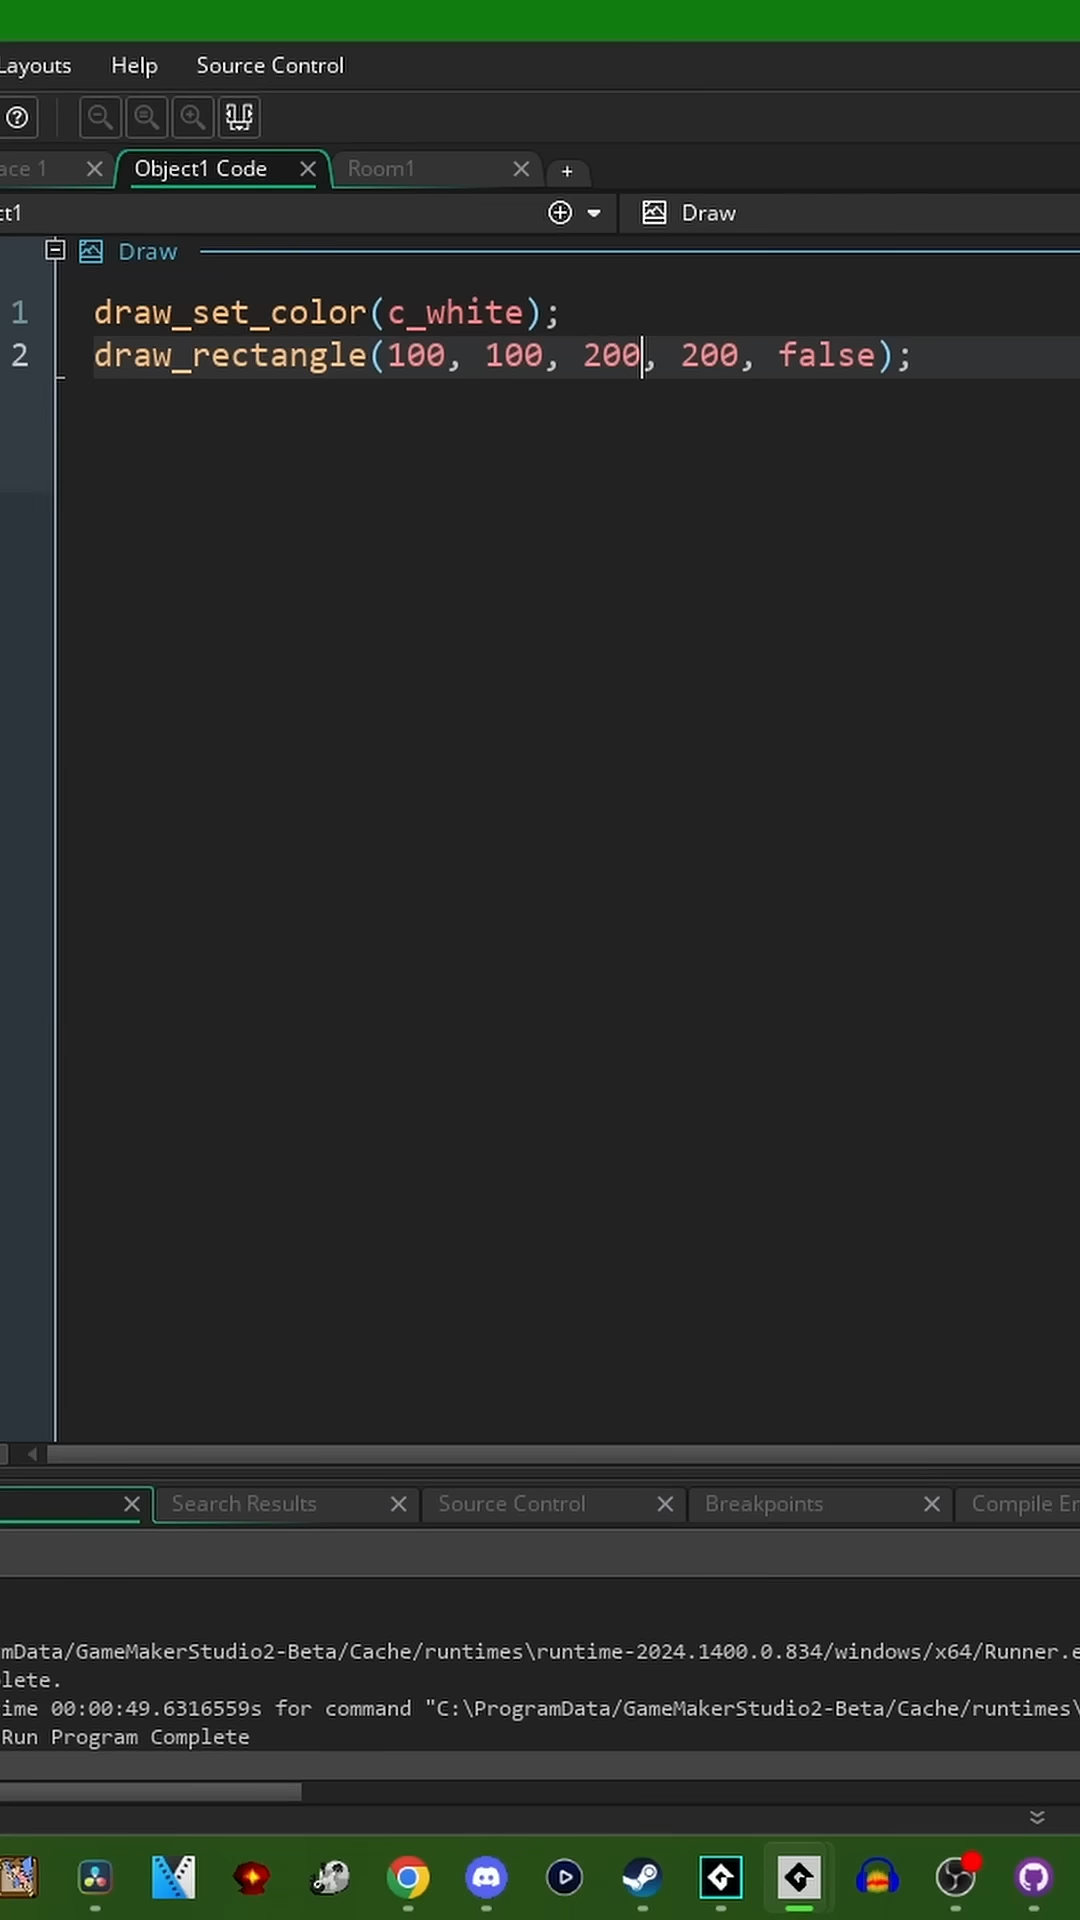 Layouts Help Source Control
ace 1 Object1 Code Room1 +
ct1 Draw
Draw
1 draw_set_color(c_white);
2 draw_rectangle(100, 100, 200, 200, false);
Search Results Source Control Breakpoints Compile Er
mData/GameMakerStudio2-Beta/Cache/runtimes\runtime-2024.1400.0.834/windows/x64/Runner.e
lete.
ime 00:00:49.6316559s for command "C:\ProgramData/GameMakerStudio2-Beta/Cache/runtimes\
Run Program Complete